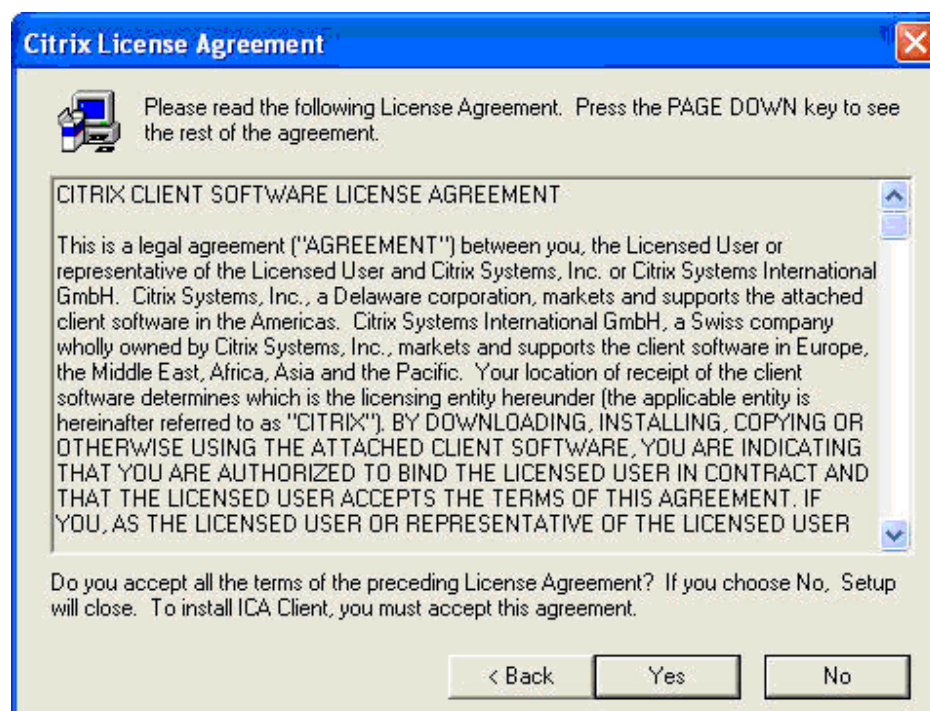 Citrix License Agreement
Please read the following License Agreement. Press the PAGE DOWN key to see
the rest of the agreement.
CITRIX CLIENT SOFTWARE LICENSE AGREEMENT
This is a legal agreement ("AGREEMENT") between you, the Licensed User or
representative of the Licensed User and Citrix Systems, Inc. or Citrix Systems International
GmbH. Citrix Systems, Inc., a Delaware corporation, markets and supports the attached
client software in the Americas. Citrix Systems International GmbH, a Swiss company
wholly owned by Citrix Systems, Inc., markets and supports the client software in Europe,
the Middle East, Africa, Asia and the Pacific. Your location of receipt of the client
software determines which is the licensing entity hereunder (the applicable entity is
hereinafter referred to as "CITRIX"). BY DOWNLOADING, INSTALLING, COPYING OR
OTHERWISE USING THE ATTACHED CLIENT SOFTWARE, YOU ARE INDICATING
THAT YOU ARE AUTHORIZED TO BIND THE LICENSED USER IN CONTRACT AND
THAT THE LICENSED USER ACCEPTS THE TERMS OF THIS AGREEMENT. IF
YOU, AS THE LICENSED USER OR REPRESENTATIVE OF THE LICENSED USER
Do you accept all the terms of the preceding License Agreement? If you choose No, Setup
will close. To install ICA Client, you must accept this agreement.
< Back
Yes
No